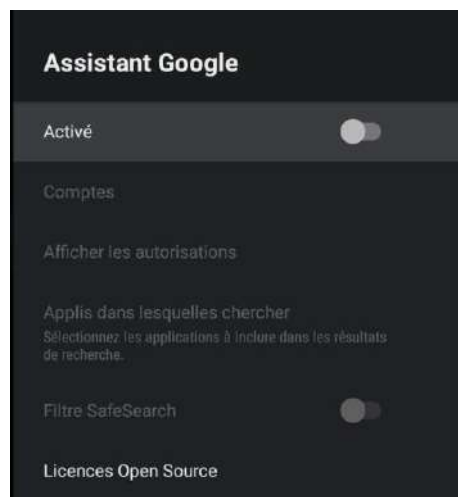 Assistant Google
Activé
Comptes
Afficher les autorisations
Applis dans lesquelles chercher
Sélectionnez les applications à inclure dans les résultats
de recherche.
Filtre SafeSearch
Licences Open Source